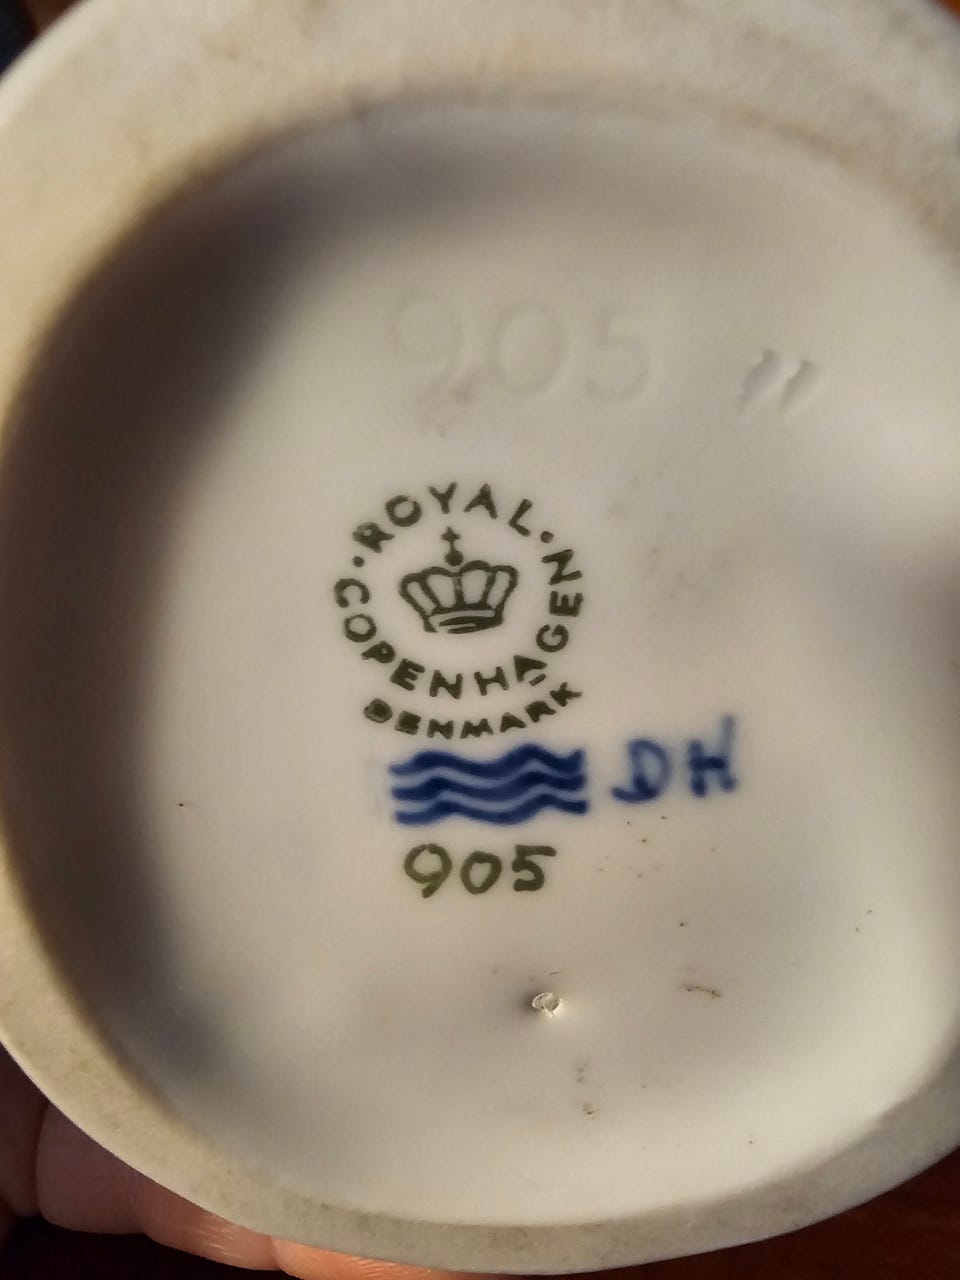 905 "
ROYAL
COPENHAGEN
DENMARK
DH
905